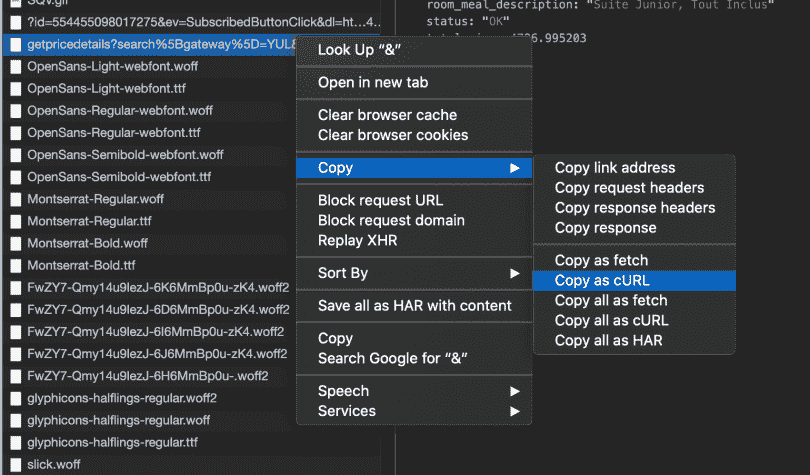 SQV.gif
?id=554455098017275&ev=SubscribedButtonClick&dl=ht…4..
getpricedetails?search%5Bgateway%5D=YUL&
OpenSans-Light-webfont.woff
OpenSans-Light-webfont.ttf
OpenSans-Regular-webfont.woff
OpenSans-Regular-webfont.ttf
OpenSans-Semibold-webfont.woff
OpenSans-Semibold-webfont.ttf
Montserrat-Regular.woff
Montserrat-Regular.ttf
Montserrat-Bold.woff
Montserrat-Bold.ttf
FwZY7-Qmy14u9lezJ-6K6MmBp0u-zK4.woff2
FwZY7-Qmy14u9lezJ-6D6MmBp0u-zK4.woff2
FwZY7-Qmy14u9lezJ-6I6MmBp0u-zK4.woff2
FwZY7-Qmy14u9lezJ-6J6MmBp0u-zK4.woff2
FwZY7-Qmy14u9lezJ-6H6MmBp0u-.woff2
glyphicons-halflings-regular.woff2
glyphicons-halflings-regular.woff
glyphicons-halflings-regular.ttf
slick.woff
room_meal_description: "Suite Junior, Tout Inclus"
status: "OK"
Look Up “&”
Open in new tab
Clear browser cache
Clear browser cookies
Copy
Block request URL
Block request domain
Replay XHR
Sort By
Save all as HAR with content
Copy
Search Google for “&”
Speech
Services
Copy link address
Copy request headers
Copy response headers
Copy response
Copy as fetch
Copy as cURL
Copy all as fetch
Copy all as cURL
Copy all as HAR